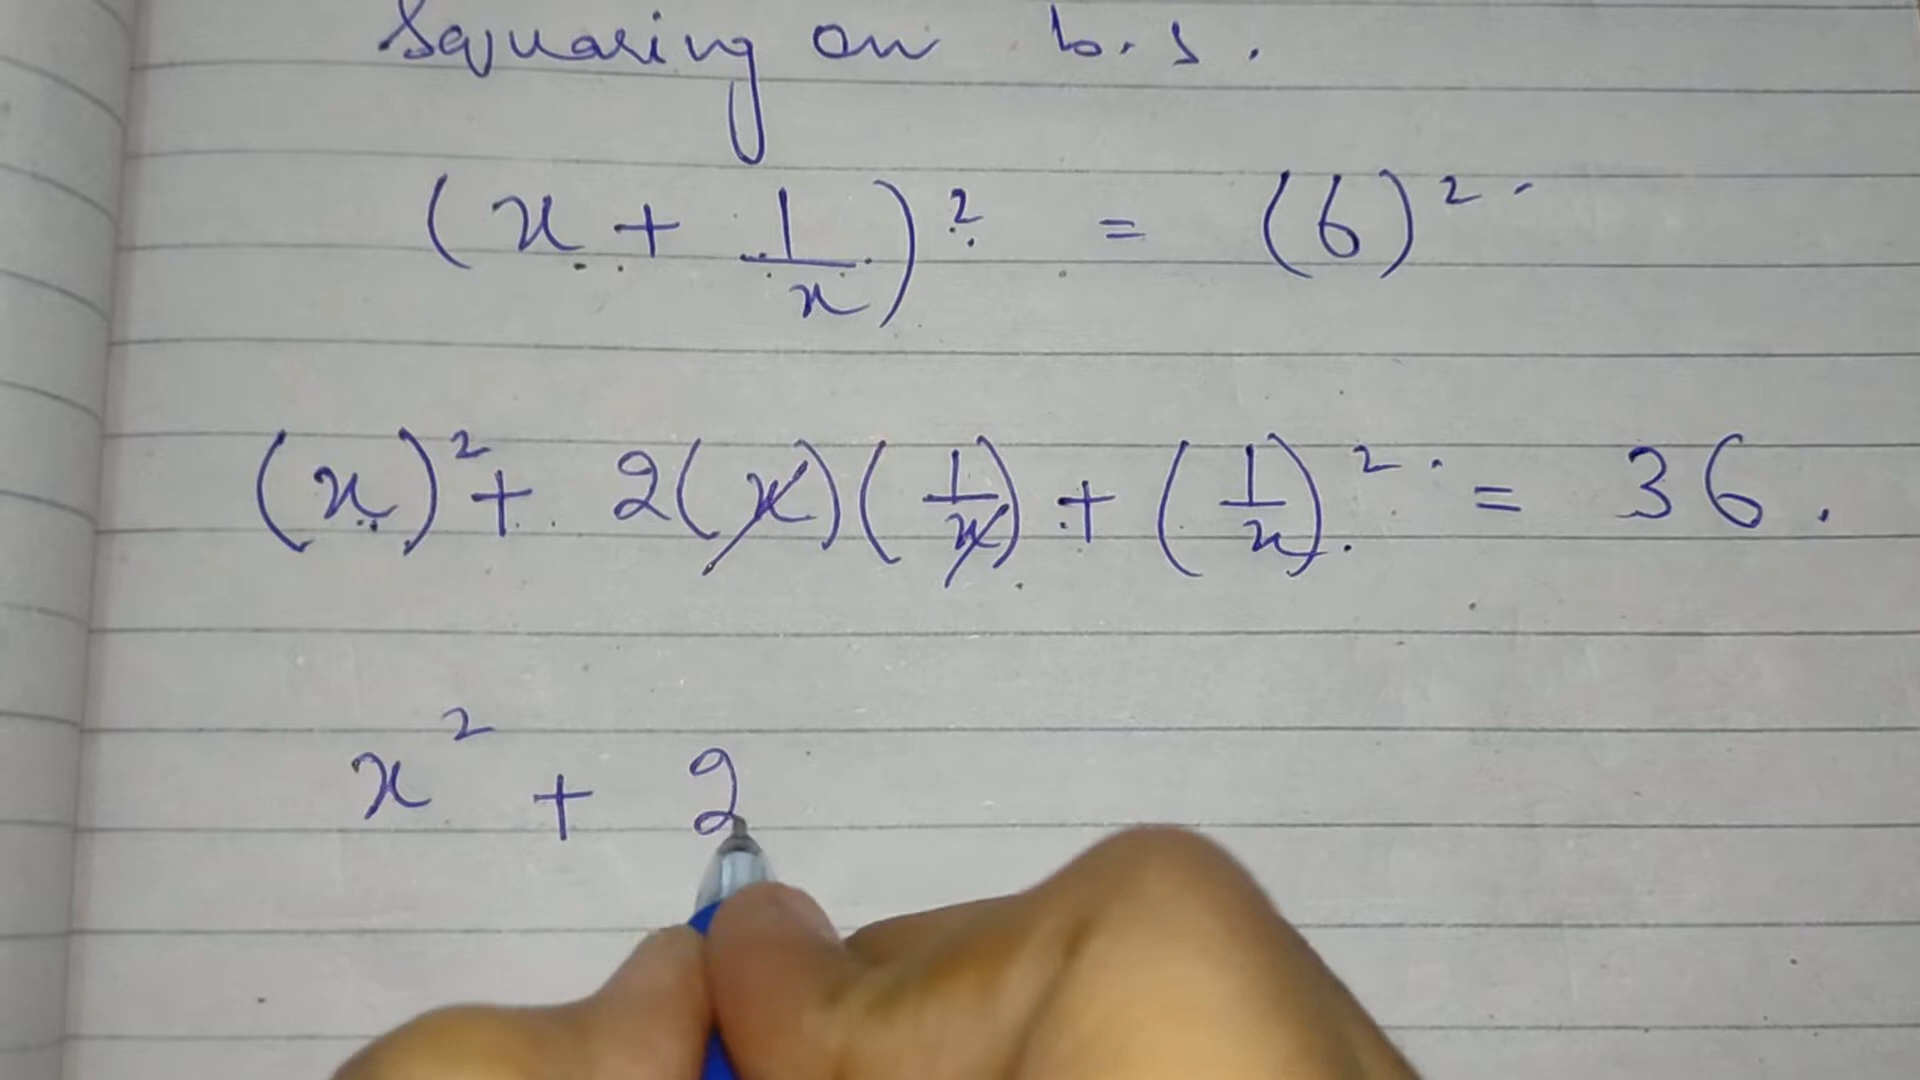 Squaring on b.s.
(x + 1/x)² = (6)²
(x)² + 2(x)(1/x) + (1/x)² = 36.
x² + 2